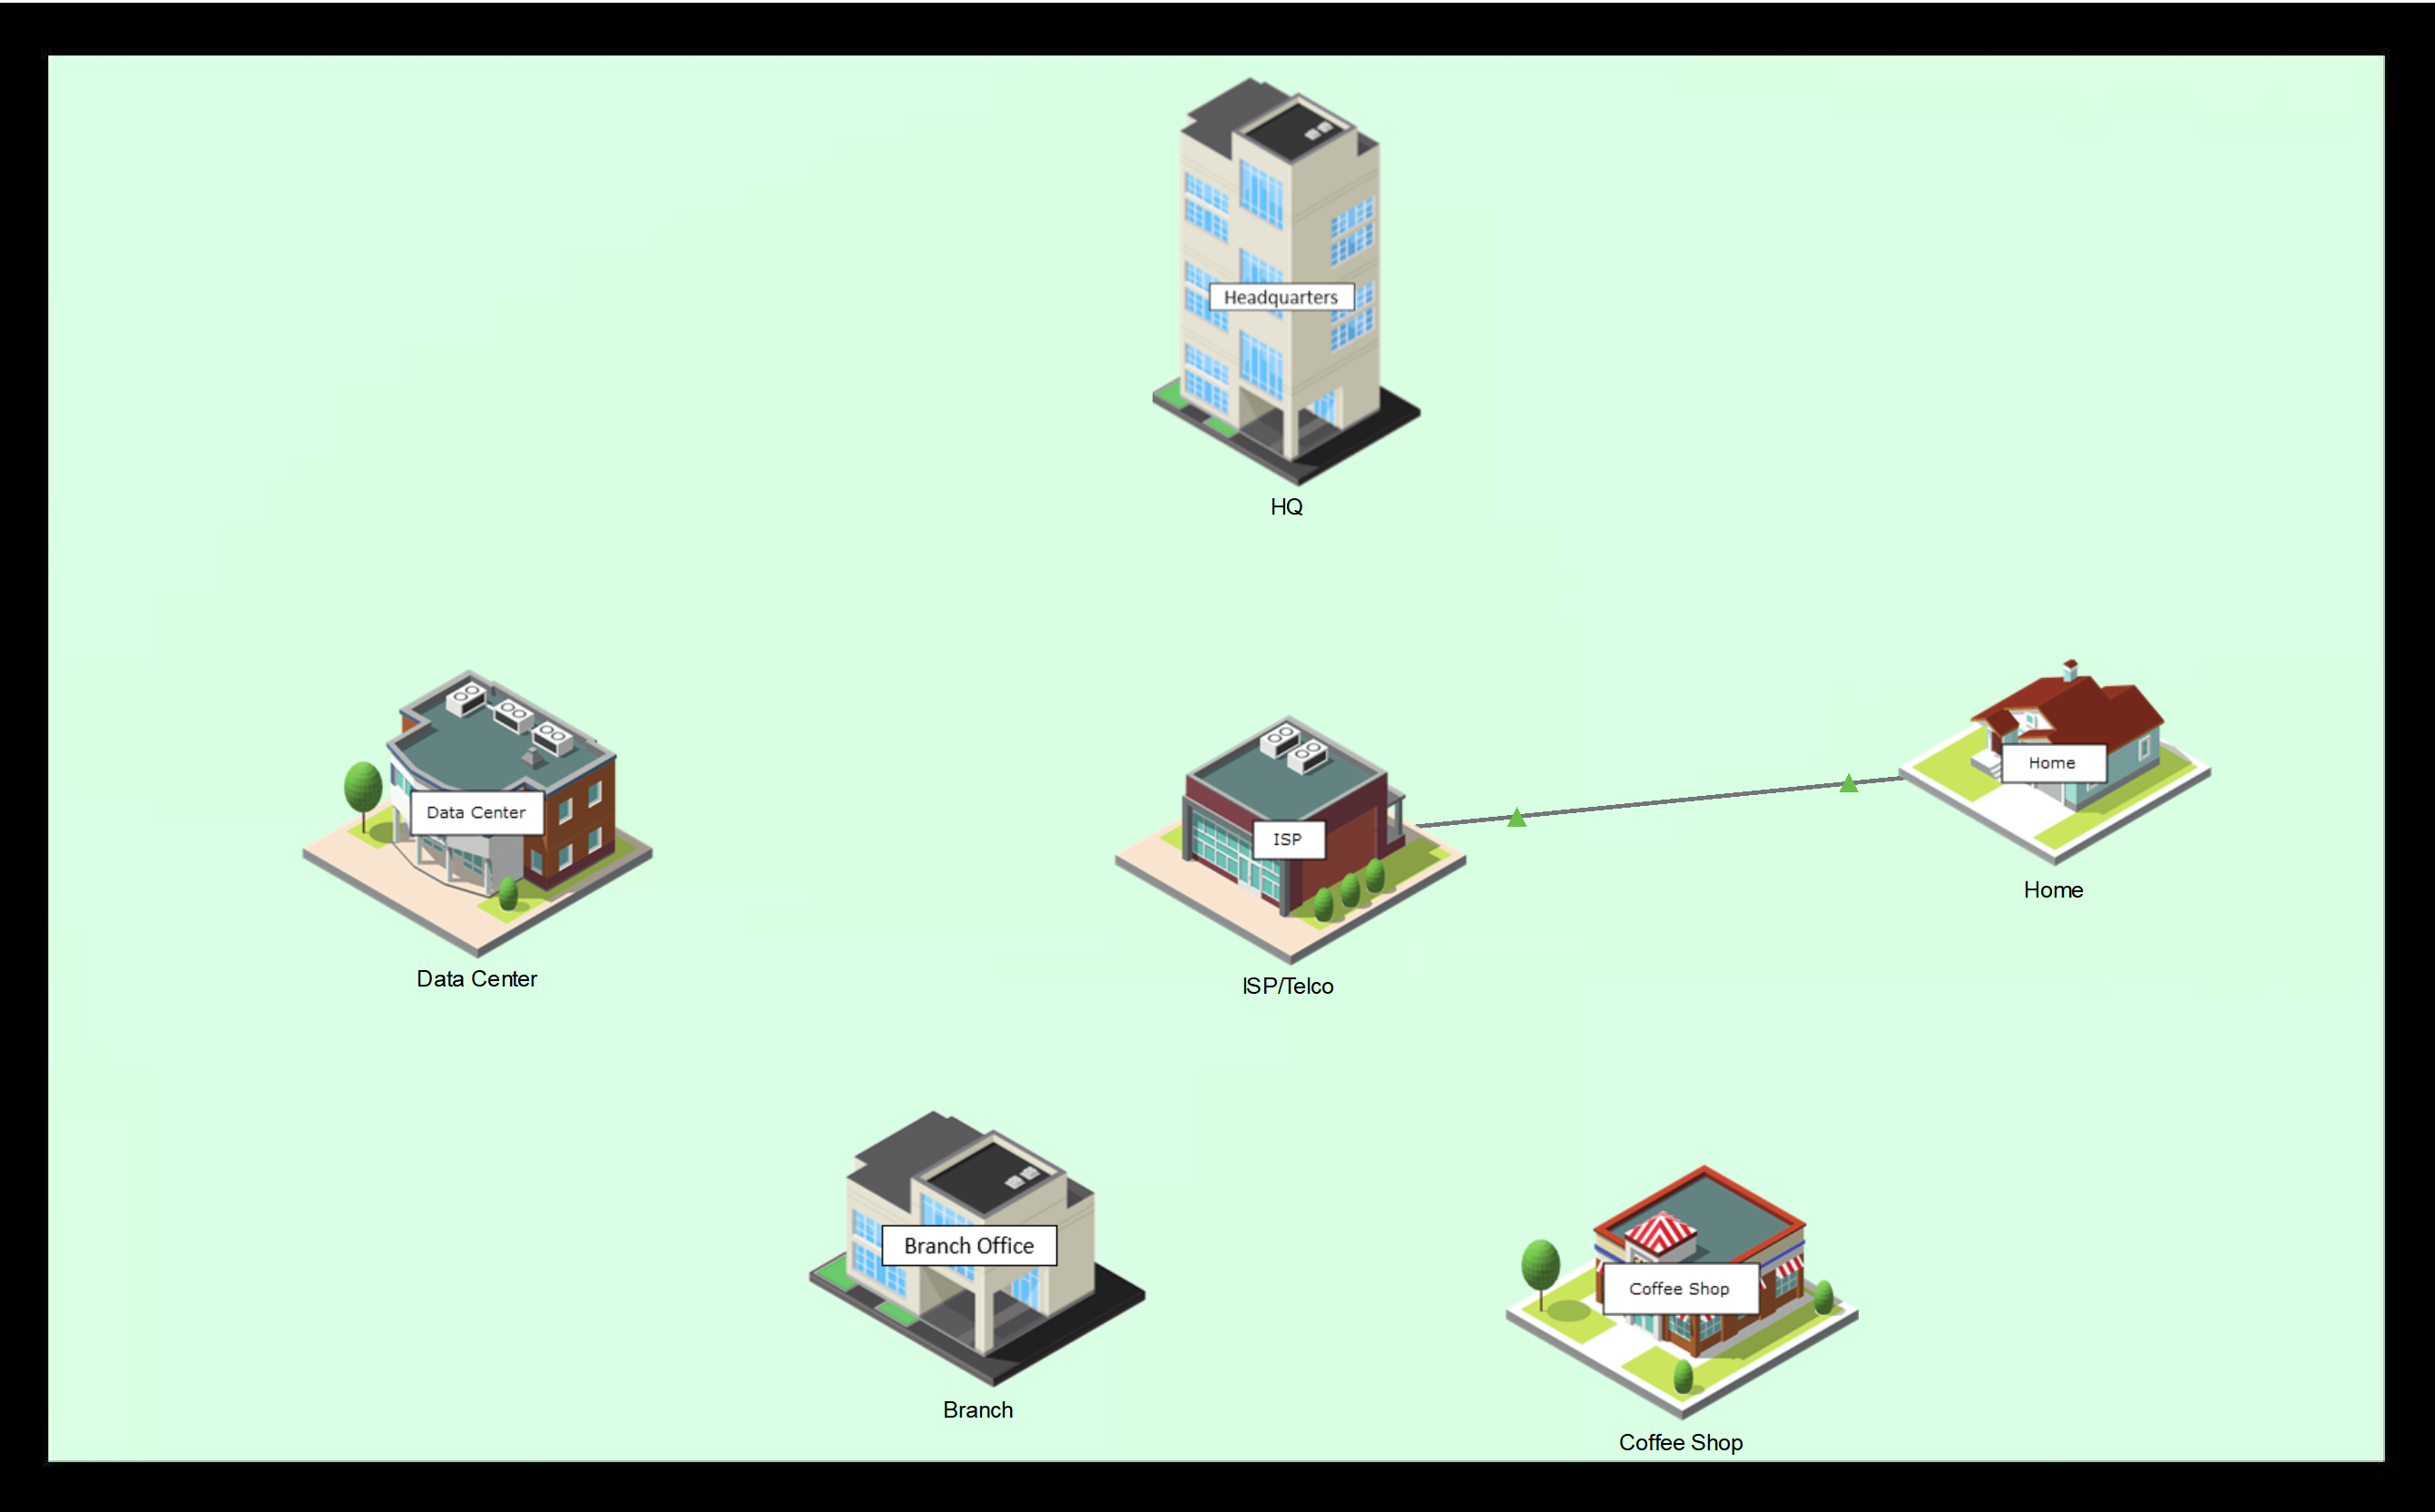 Headquarters
HQ
Data Center
Data Center
ISP
ISP/Telco
Home
Home
Branch Office
Branch
Coffee Shop
Coffee Shop